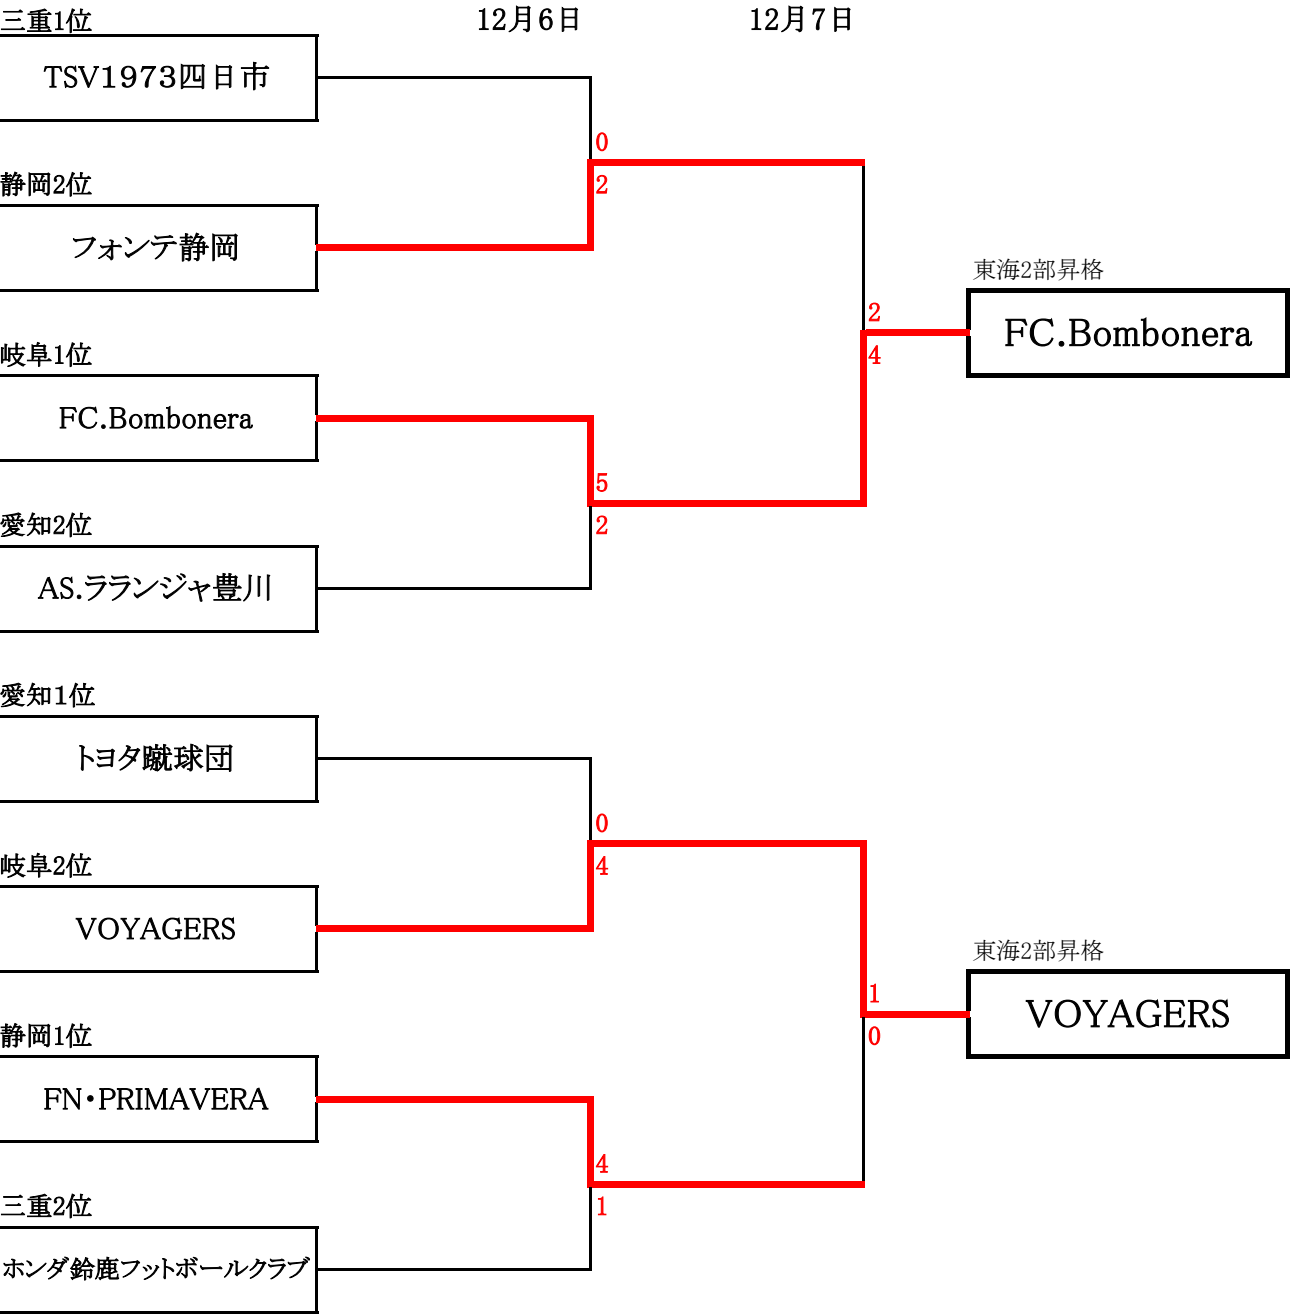 三重1位
12月6日
12月7日
TSV1973四日市
0
2
静岡2位
フォンテ静岡
東海2部昇格
FC.Bombonera
2
4
岐阜1位
FC.Bombonera
5
2
愛知2位
AS.ラランジャ豊川
愛知1位
トヨタ蹴球団
0
4
岐阜2位
VOYAGERS
東海2部昇格
VOYAGERS
1
0
静岡1位
FN・PRIMAVERA
4
1
三重2位
ホンダ鈴鹿フットボールクラブ